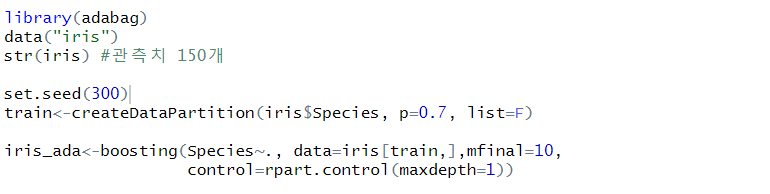 library(adabag)
data("iris")
str(iris) #관측치 150개
set.seed(300)
train<-createDataPartition(iris$Species, p=0.7, list=F)
iris_ada<-boosting(Species~., data=iris[train,],mfinal=10,
control=rpart.control(maxdepth=1))